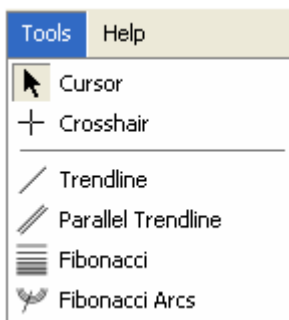 Tools Help
Cursor
Crosshair
Trendline
Parallel Trendline
Fibonacci
Fibonacci Arcs